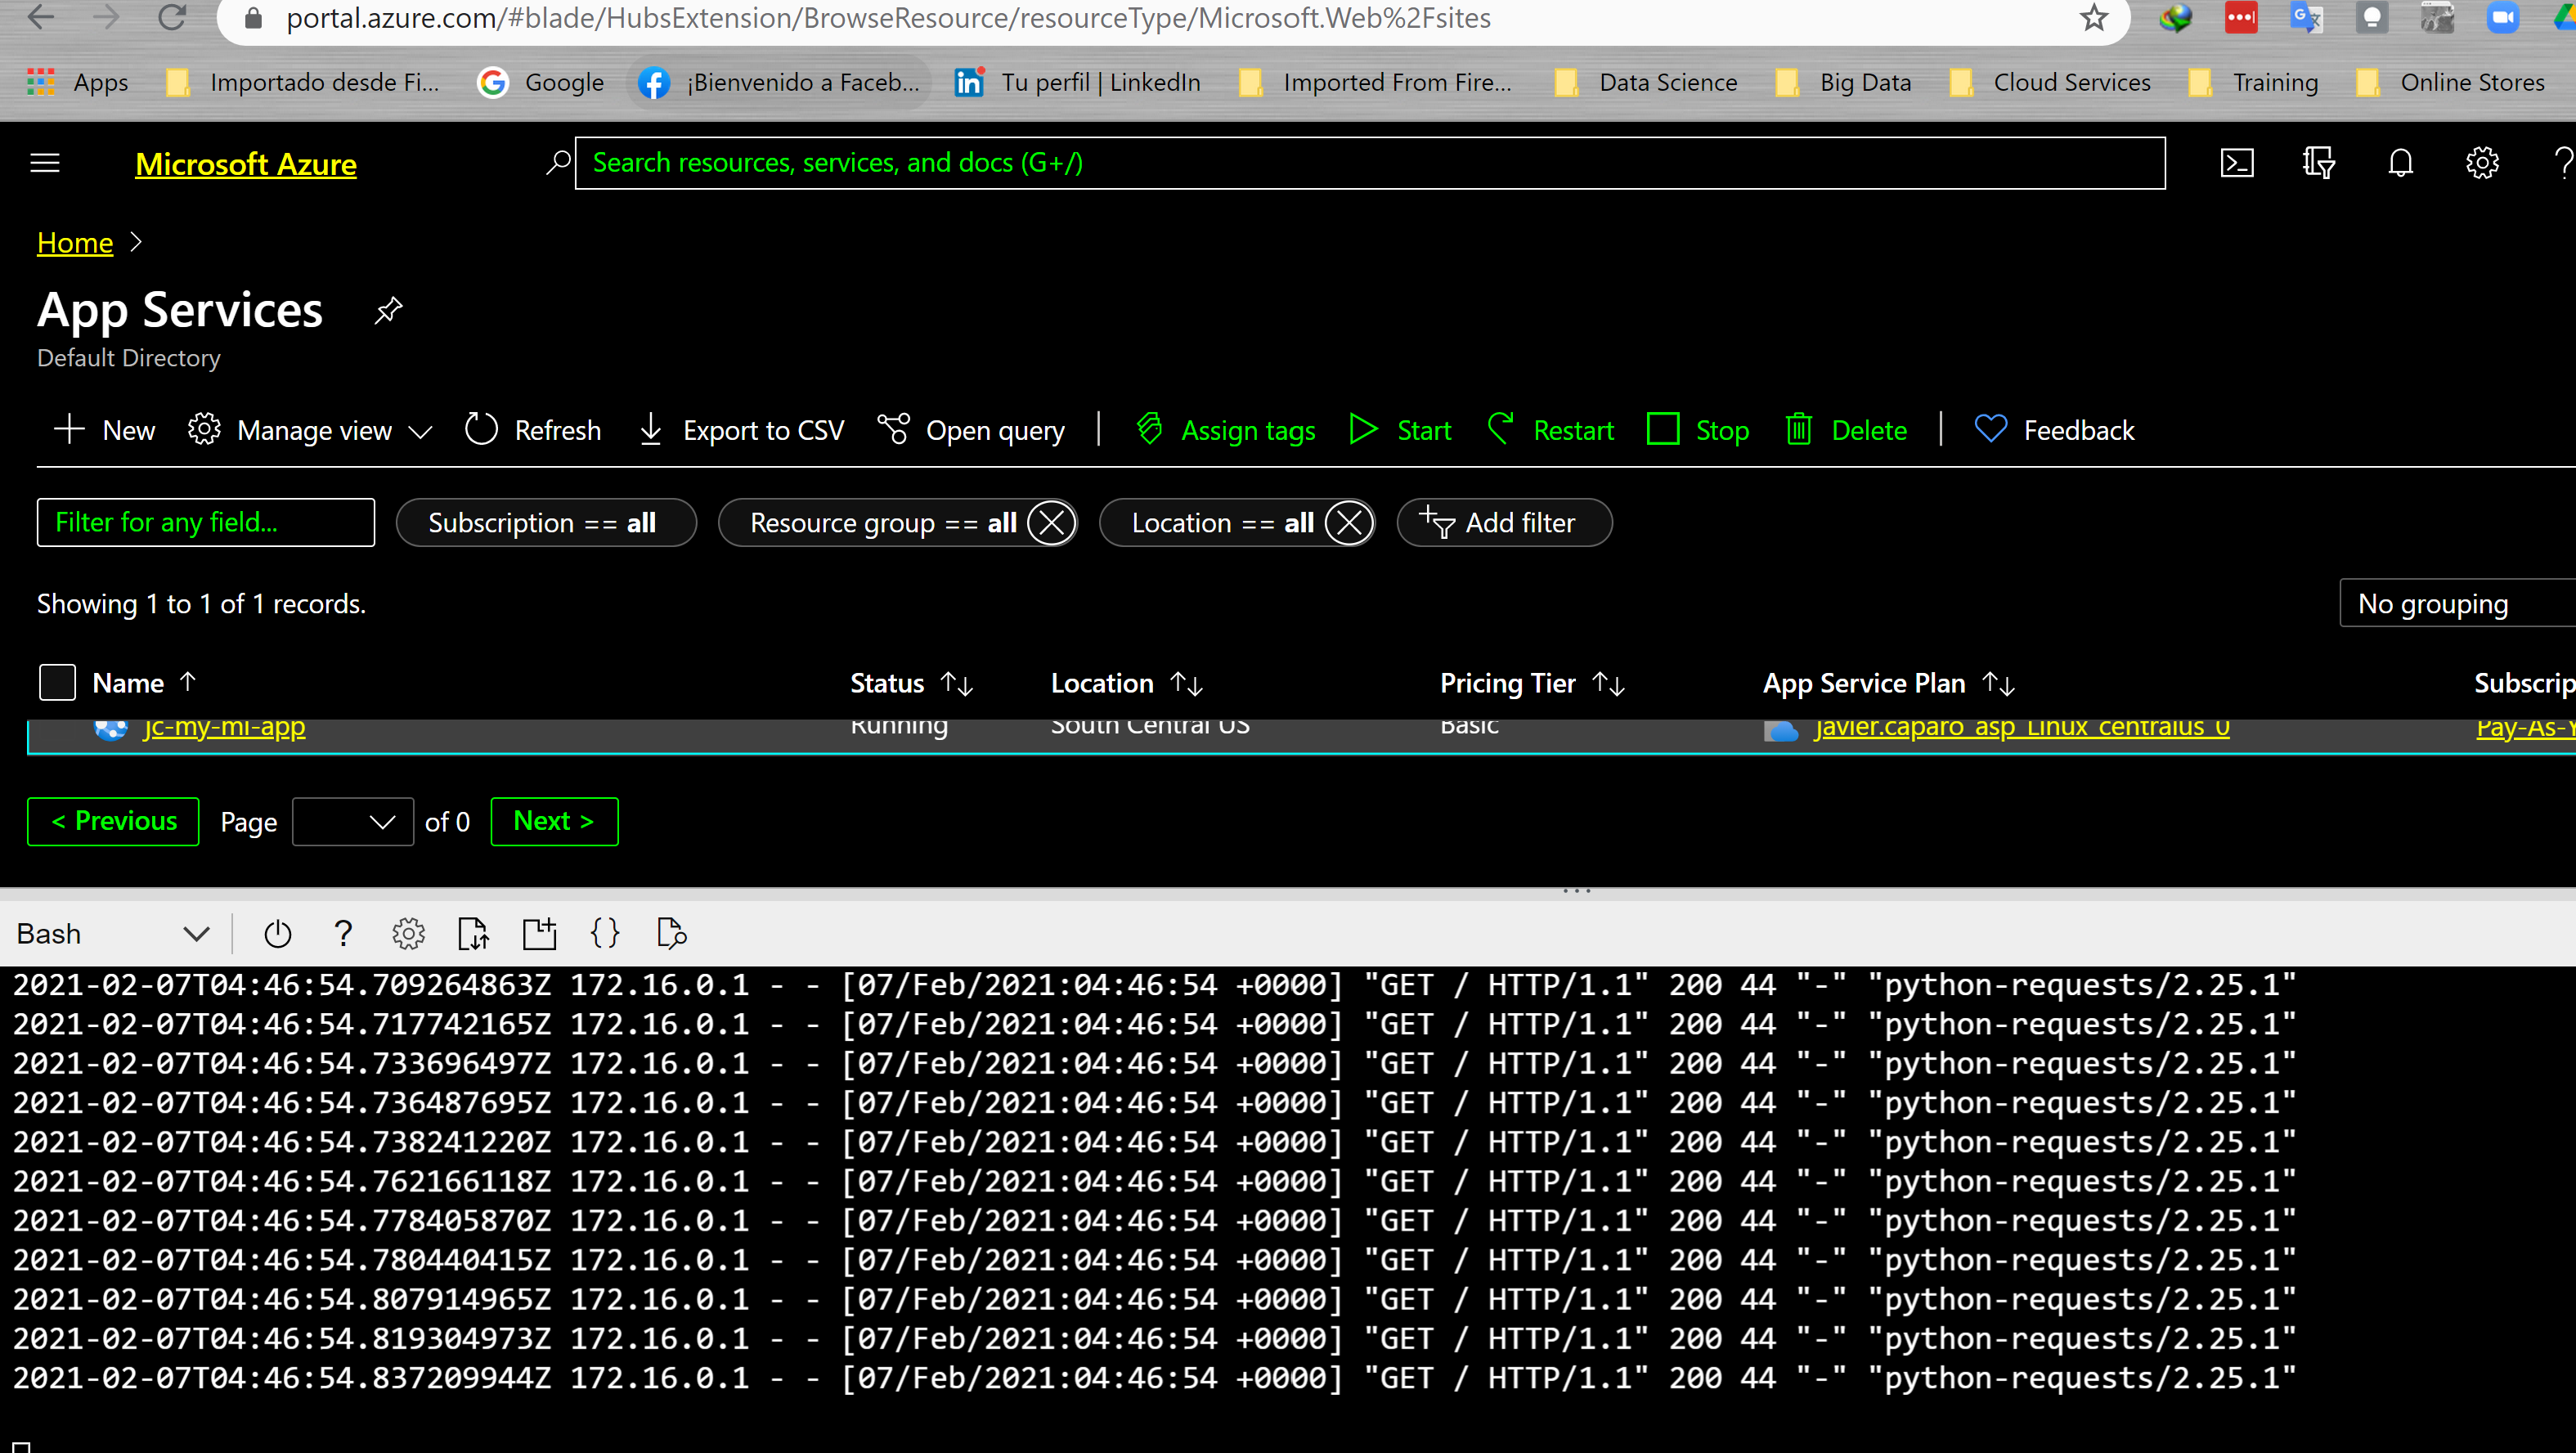 portal.azure.com/#blade/HubsExtension/BrowseResource/resourceType/Microsoft.Web%2Fsites
Apps Importado desde Fi... Google ¡Bienvenido a Faceb... Tu perfil | LinkedIn Imported From Fire... Data Science Big Data Cloud Services Training Online Stores
Microsoft Azure Search resources, services, and docs (G+/)
Home >
App Services
Default Directory
New Manage view Refresh Export to CSV Open query Assign tags Start Restart Stop Delete Feedback
Filter for any field... Subscription == all Resource group == all Location == all Add filter
Showing 1 to 1 of 1 records. No grouping
Name ↑ Status ↑↓ Location ↑↓ Pricing Tier ↑↓ App Service Plan ↑↓ Subscrip
jc-my-ml-app Running South Central US Basic Javier.caparo_asp_Linux_centralus_0 Pay-As-Y
< Previous Page of 0 Next >
Bash
2021-02-07T04:46:54.709264863Z 172.16.0.1 - - [07/Feb/2021:04:46:54 +0000] "GET / HTTP/1.1" 200 44 "-" "python-requests/2.25.1"
2021-02-07T04:46:54.717742165Z 172.16.0.1 - - [07/Feb/2021:04:46:54 +0000] "GET / HTTP/1.1" 200 44 "-" "python-requests/2.25.1"
2021-02-07T04:46:54.733696497Z 172.16.0.1 - - [07/Feb/2021:04:46:54 +0000] "GET / HTTP/1.1" 200 44 "-" "python-requests/2.25.1"
2021-02-07T04:46:54.736487695Z 172.16.0.1 - - [07/Feb/2021:04:46:54 +0000] "GET / HTTP/1.1" 200 44 "-" "python-requests/2.25.1"
2021-02-07T04:46:54.738241220Z 172.16.0.1 - - [07/Feb/2021:04:46:54 +0000] "GET / HTTP/1.1" 200 44 "-" "python-requests/2.25.1"
2021-02-07T04:46:54.762166118Z 172.16.0.1 - - [07/Feb/2021:04:46:54 +0000] "GET / HTTP/1.1" 200 44 "-" "python-requests/2.25.1"
2021-02-07T04:46:54.778405870Z 172.16.0.1 - - [07/Feb/2021:04:46:54 +0000] "GET / HTTP/1.1" 200 44 "-" "python-requests/2.25.1"
2021-02-07T04:46:54.780440415Z 172.16.0.1 - - [07/Feb/2021:04:46:54 +0000] "GET / HTTP/1.1" 200 44 "-" "python-requests/2.25.1"
2021-02-07T04:46:54.807914965Z 172.16.0.1 - - [07/Feb/2021:04:46:54 +0000] "GET / HTTP/1.1" 200 44 "-" "python-requests/2.25.1"
2021-02-07T04:46:54.819304973Z 172.16.0.1 - - [07/Feb/2021:04:46:54 +0000] "GET / HTTP/1.1" 200 44 "-" "python-requests/2.25.1"
2021-02-07T04:46:54.837209944Z 172.16.0.1 - - [07/Feb/2021:04:46:54 +0000] "GET / HTTP/1.1" 200 44 "-" "python-requests/2.25.1"